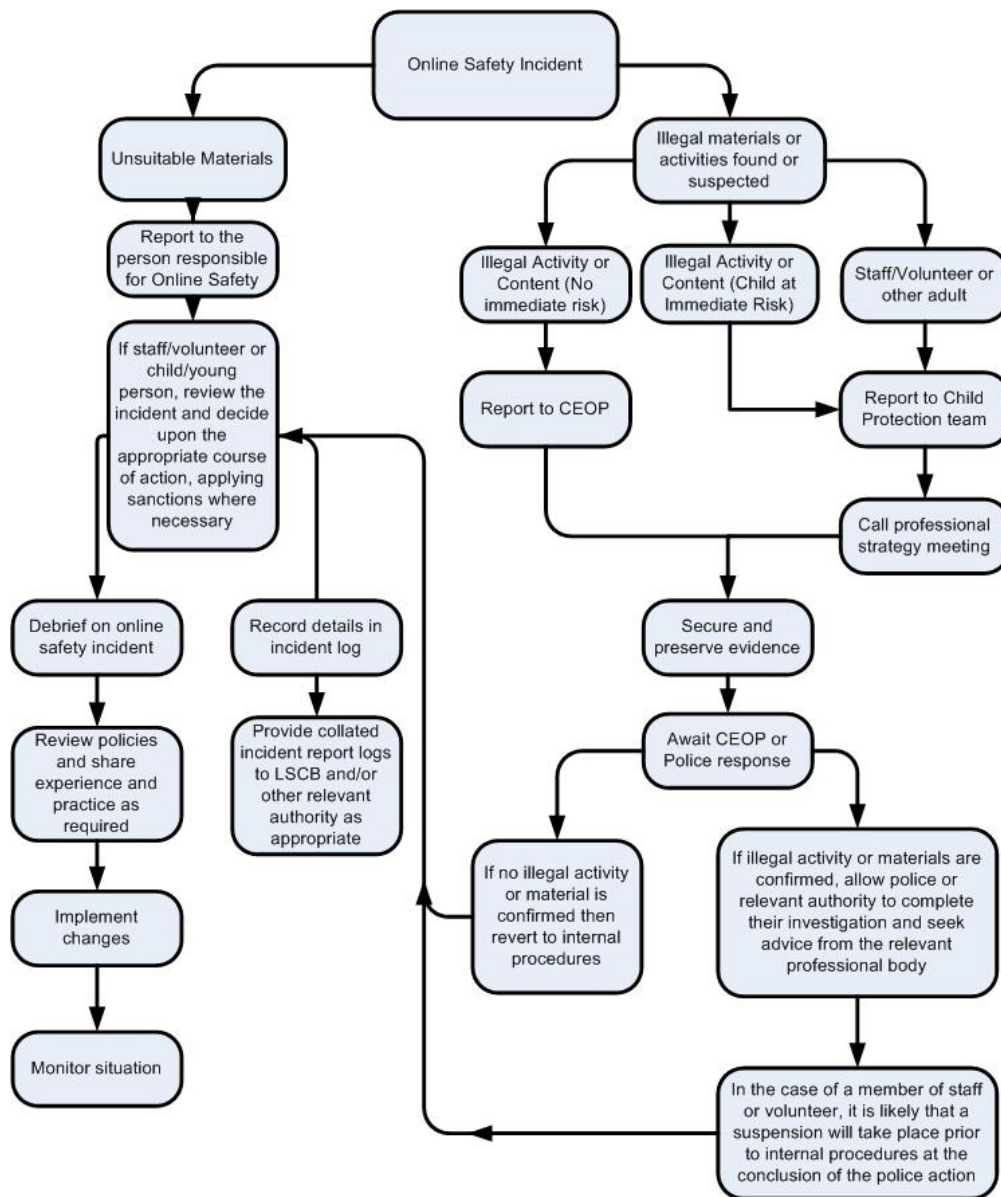 Online Safety Incident
Unsuitable Materials
Illegal materials or
activities found or
suspected
Report to the
person responsible
for Online Safety
Illegal Activity or
Content (No
immediate risk)
Illegal Activity or
Content (Child at
Immediate Risk)
Staff/Volunteer or
other adult
If staff/volunteer or
child/young
person, review the
incident and decide
upon the
appropriate course
of action, applying
sanctions where
necessary
Report to CEOP
Report to Child
Protection team
Call professional
strategy meeting
Debrief on online
safety incident
Record details in
incident log
Secure and
preserve evidence
Review policies
and share
experience and
practice as
required
Provide collated
incident report logs
to LSCB and/or
other relevant
authority as
appropriate
Await CEOP or
Police response
If no illegal activity
or material is
confirmed then
revert to internal
procedures
If illegal activity or materials are
confirmed, allow police or
relevant authority to complete
their investigation and seek
advice from the relevant
professional body
Implement
changes
Monitor situation
In the case of a member of staff
or volunteer, it is likely that a
suspension will take place prior
to internal procedures at the
conclusion of the police action